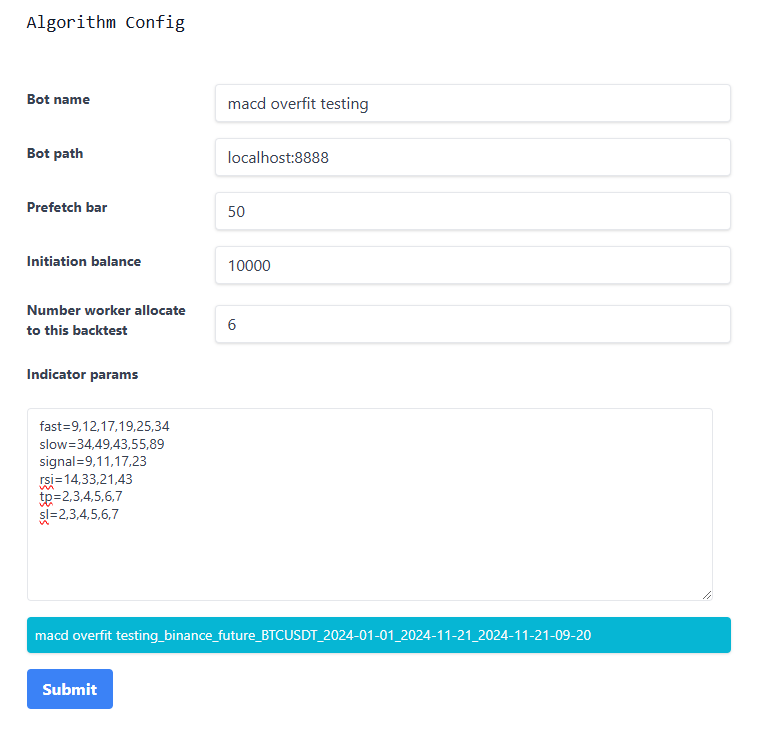 Algorithm Config
Bot name
macd overfit testing
Bot path
localhost:8888
Prefetch bar
50
Initiation balance
10000
Number worker allocate
to this backtest
6
Indicator params
fast=9,12,17,19,25,34
slow=34,49,43,55,89
signal=9,11,17,23
rsi=14,33,21,43
tp=2,3,4,5,6,7
sl=2,3,4,5,6,7
macd overfit testing_binance_future_BTCUSDT_2024-01-01_2024-11-21_2024-11-21-09-20
Submit